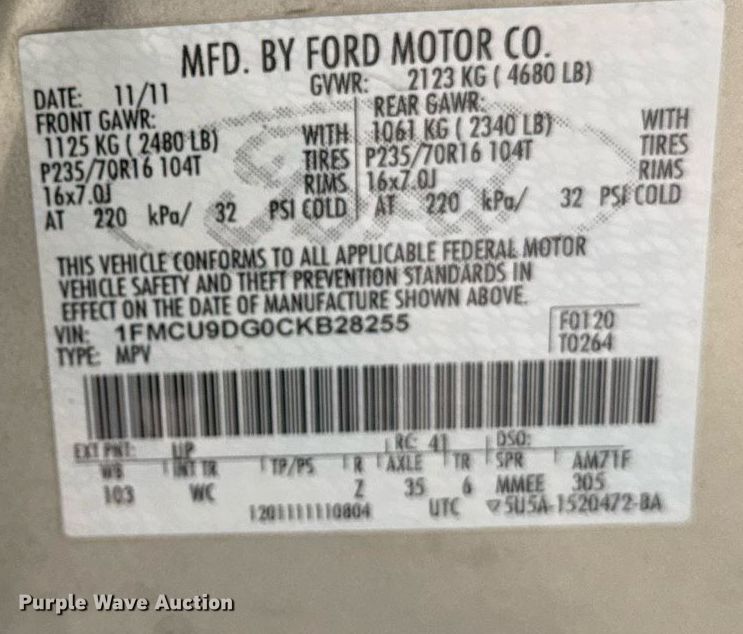 MFD. BY FORD MOTOR CO.
DATE: 11/11 GVWR: 2123 KG ( 4680 LB)
FRONT GAWR: REAR GAWR:
1125 KG ( 2480 LB) WITH 1061 KG ( 2340 LB) WITH
P235/70R16 104T TIRES P235/70R16 104T TIRES
16x7.0J RIMS 16x7.0J RIMS
AT 220 kPa/ 32 PSI COLD AT 220 kPa/ 32 PSI COLD
THIS VEHICLE CONFORMS TO ALL APPLICABLE FEDERAL MOTOR
VEHICLE SAFETY AND THEFT PREVENTION STANDARDS IN
EFFECT ON THE DATE OF MANUFACTURE SHOWN ABOVE.
VIN: 1FMCU9DG0CKB28255 F0120
TYPE: MPV T0264
EXT PNT: UP RC: 41 DSO:
WB INT TR TP/PS R AXLE TR SPR AM71F
103 WC Z 35 6 MMEE 305
1201111110804 UTC ▽5U5A-1520472-BA
Purple Wave Auction